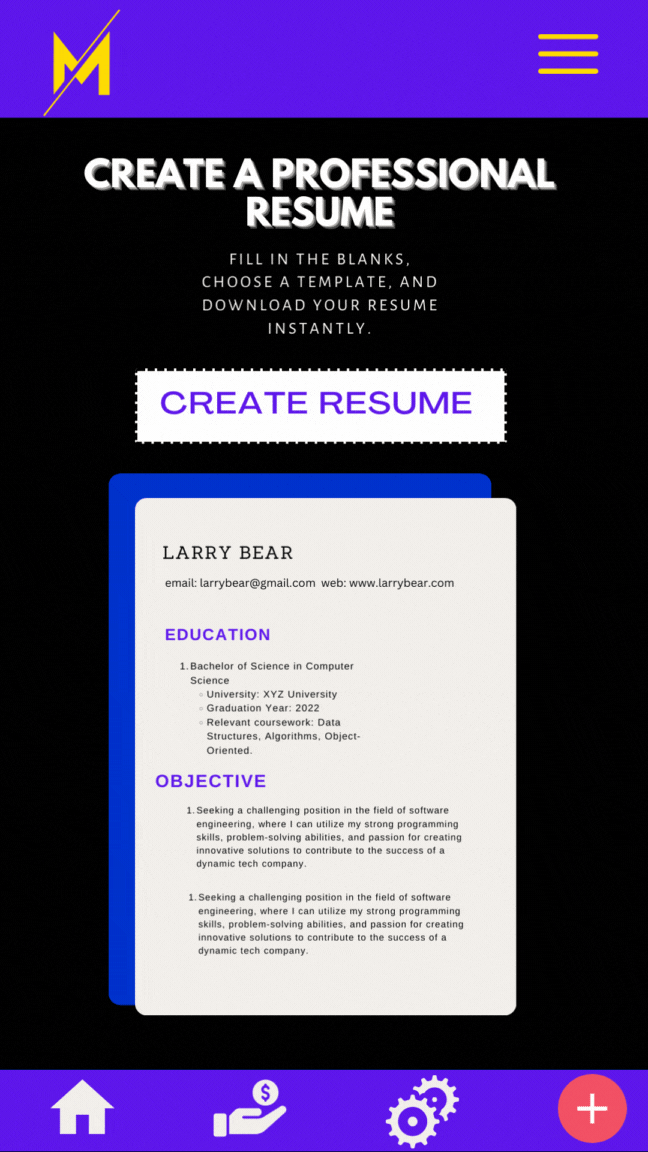 M
CREATE A PROFESSIONAL
RESUME
FILL IN THE BLANKS,
CHOOSE A TEMPLATE, AND
DOWNLOAD YOUR RESUME
INSTANTLY.
CREATE RESUME
LARRY BEAR
email: larrybear@gmail.com web: www.larrybear.com
EDUCATION
1. Bachelor of Science in Computer
Science
◦ University: XYZ University
◦ Graduation Year: 2022
◦ Relevant coursework: Data
Structures, Algorithms, Object-
Oriented.
OBJECTIVE
1. Seeking a challenging position in the field of software
engineering, where I can utilize my strong programming
skills, problem-solving abilities, and passion for creating
innovative solutions to contribute to the success of a
dynamic tech company.
1. Seeking a challenging position in the field of software
engineering, where I can utilize my strong programming
skills, problem-solving abilities, and passion for creating
innovative solutions to contribute to the success of a
dynamic tech company.
$
+